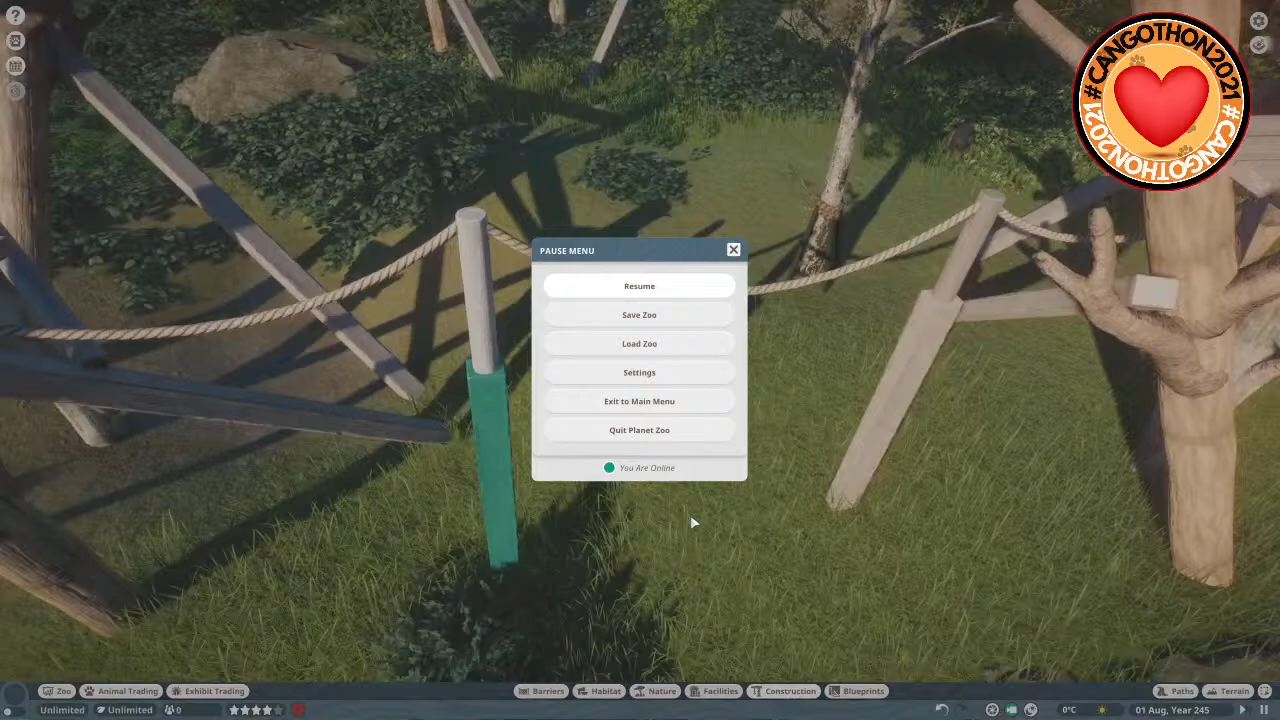 #CANGOTHON2021
#CANGOTHON2021
PAUSE MENU
Resume
Save Zoo
Load Zoo
Settings
Exit to Main Menu
Quit Planet Zoo
You Are Online
Zoo
Animal Trading
Exhibit Trading
Barriers
Habitat
Nature
Facilities
Construction
Blueprints
Paths
Terrain
Unlimited
Unlimited
0
0°C
01 Aug, Year 245